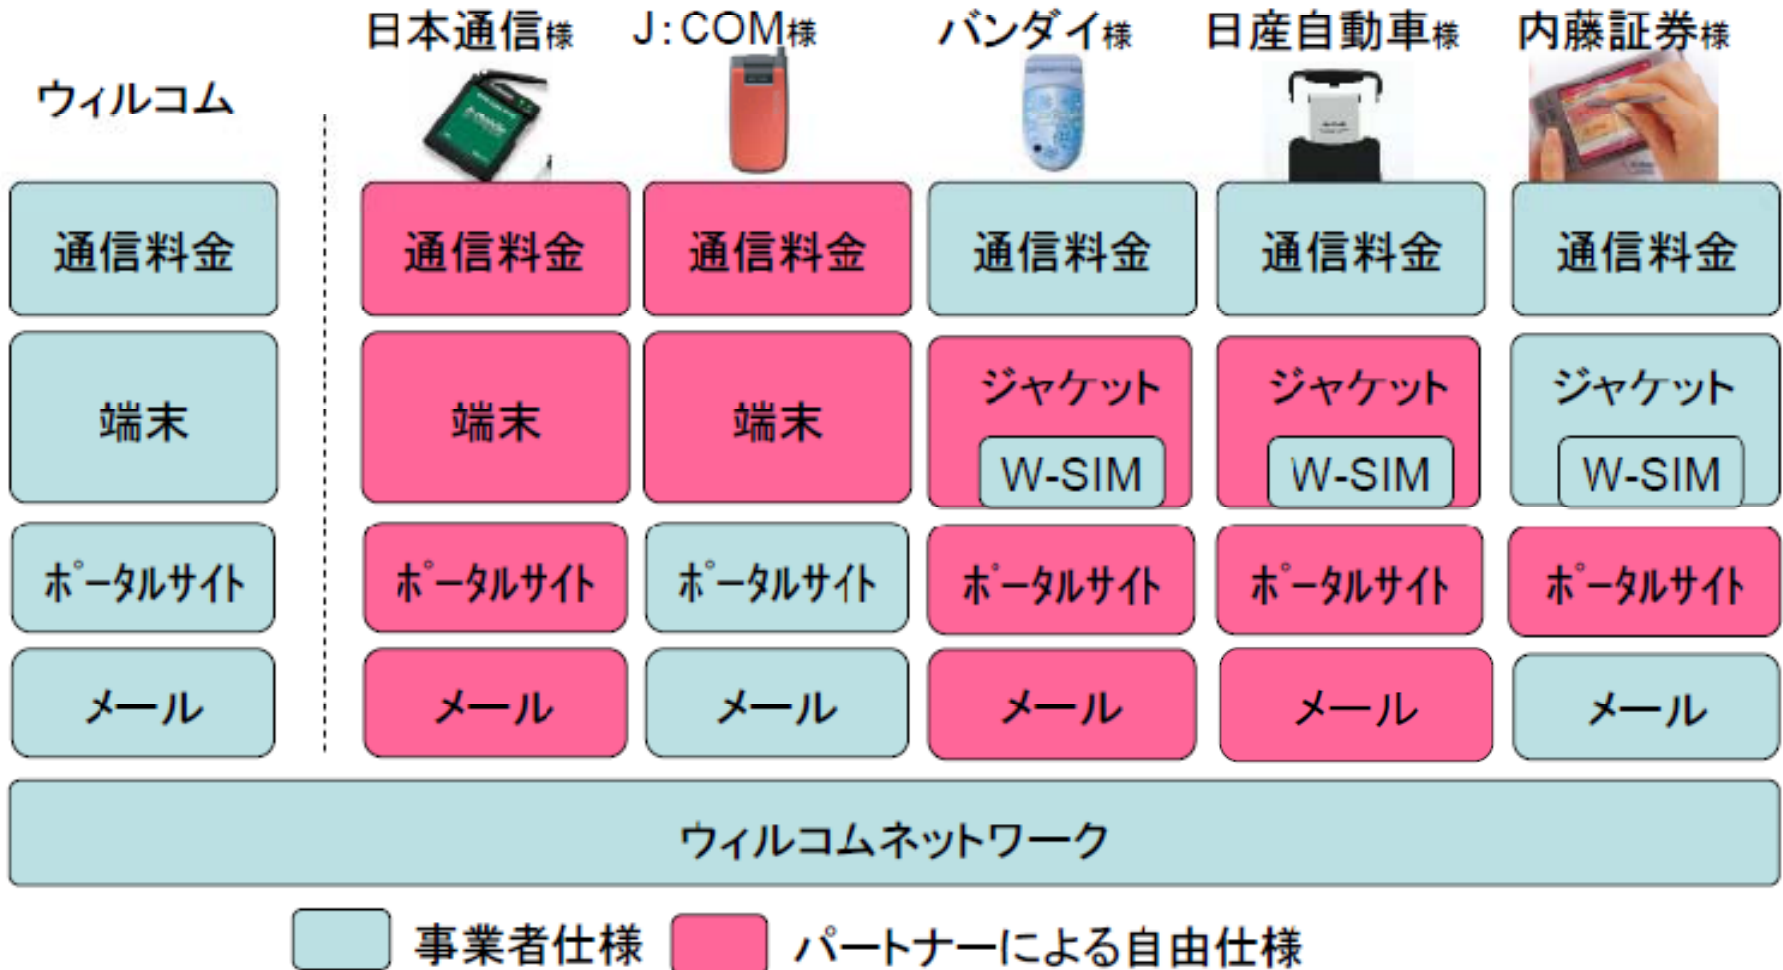 日本通信様 J:COM様 バンダイ様 日産自動車様 内藤証券様
ウィルコム
通信料金 通信料金 通信料金 通信料金 通信料金 通信料金
端末 端末 端末 ジャケット ジャケット ジャケット
W-SIM W-SIM W-SIM
ポータルサイト ポータルサイト ポータルサイト ポータルサイト ポータルサイト ポータルサイト
メール メール メール メール メール メール
ウィルコムネットワーク
事業者仕様 パートナーによる自由仕様